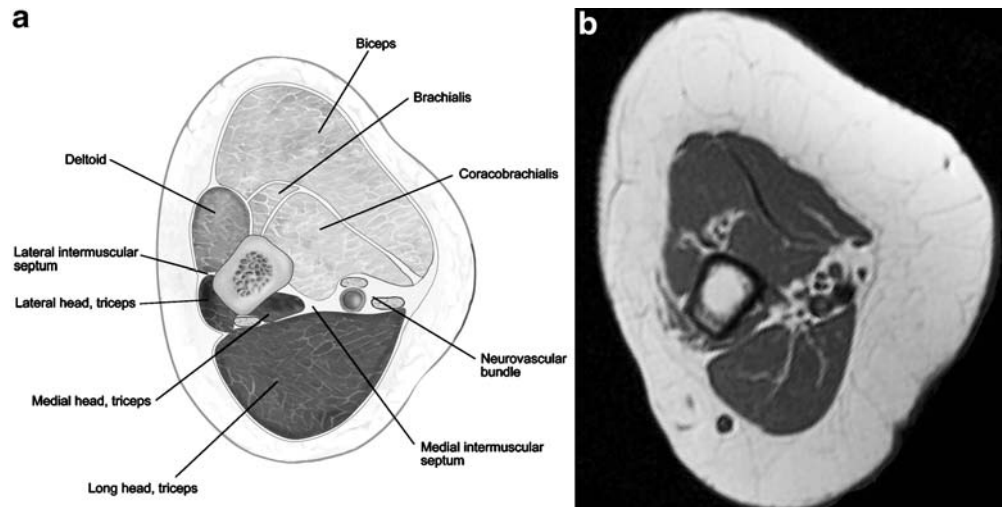 a
Biceps
Brachialis
Deltoid
Coracobrachialis
Lateral intermuscular
septum
Lateral head, triceps
Neurovascular
bundle
Medial head, triceps
Medial intermuscular
septum
Long head, triceps
b